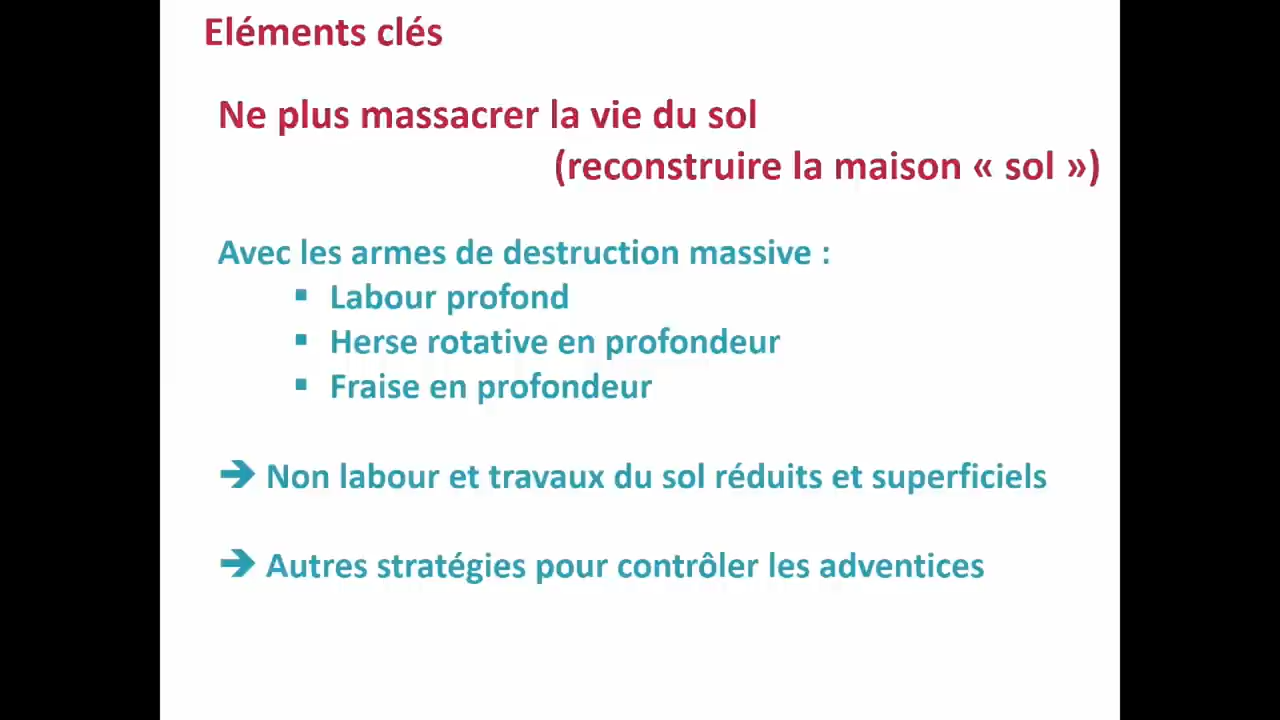 Eléments clés
Ne plus massacrer la vie du sol
(reconstruire la maison « sol »)
Avec les armes de destruction massive :
▪ Labour profond
▪ Herse rotative en profondeur
▪ Fraise en profondeur
➔ Non labour et travaux du sol réduits et superficiels
➔ Autres stratégies pour contrôler les adventices